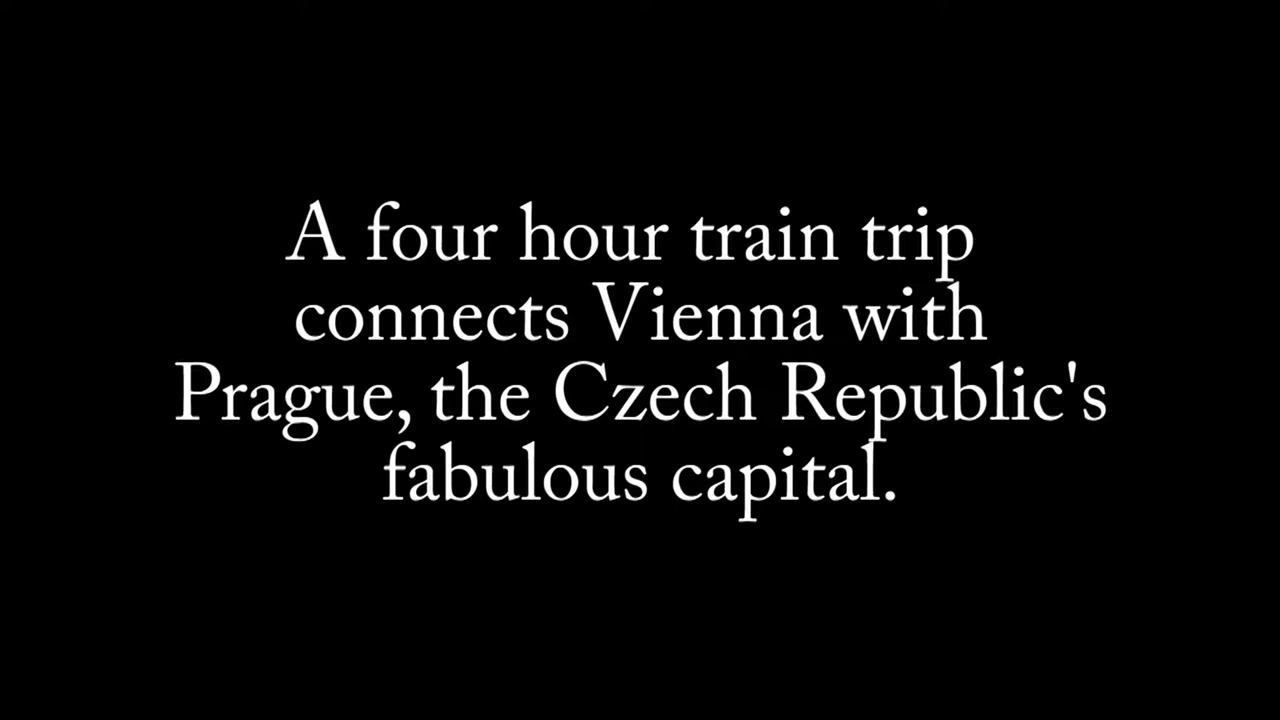 A four hour train trip
connects Vienna with
Prague, the Czech Republic's
fabulous capital.